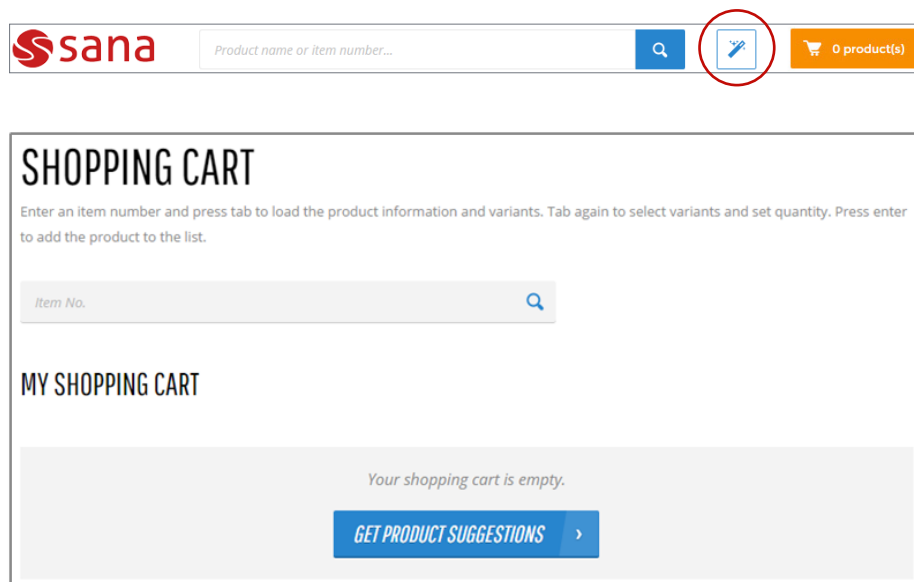 sana
Product name or item number...
0 product(s)
SHOPPING CART
Enter an item number and press tab to load the product information and variants. Tab again to select variants and set quantity. Press enter
to add the product to the list.
Item No.
MY SHOPPING CART
Your shopping cart is empty.
GET PRODUCT SUGGESTIONS